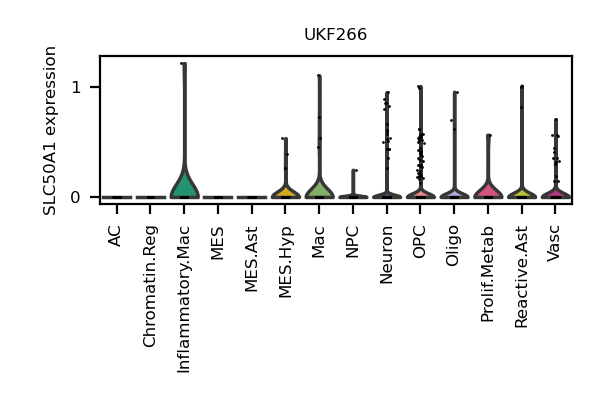 UKF266
SLC50A1 expression
1
0
AC
Chromatin.Reg
Inflammatory.Mac
MES
MES.Ast
MES.Hyp
Mac
NPC
Neuron
OPC
Oligo
Prolif.Metab
Reactive.Ast
Vasc